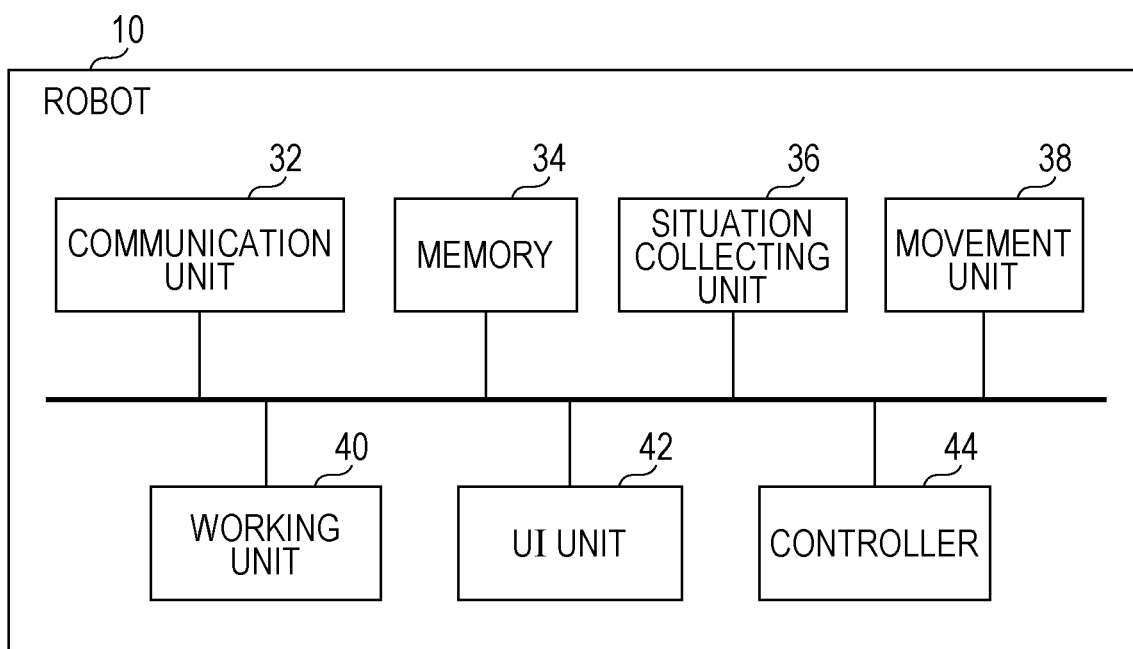 10
ROBOT
32
34
36
38
COMMUNICATION
UNIT
MEMORY
SITUATION
COLLECTING
UNIT
MOVEMENT
UNIT
40
42
44
WORKING
UNIT
UI UNIT
CONTROLLER